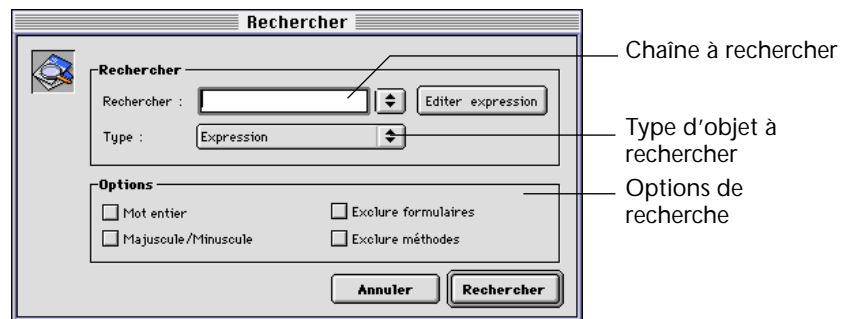 Rechercher
Chaîne à rechercher
Rechercher
Rechercher :
Editer expression
Type :
Expression
Type d'objet à
rechercher
Options
Options de
recherche
Mot entier
Exclure formulaires
Majuscule/Minuscule
Exclure méthodes
Annuler
Rechercher